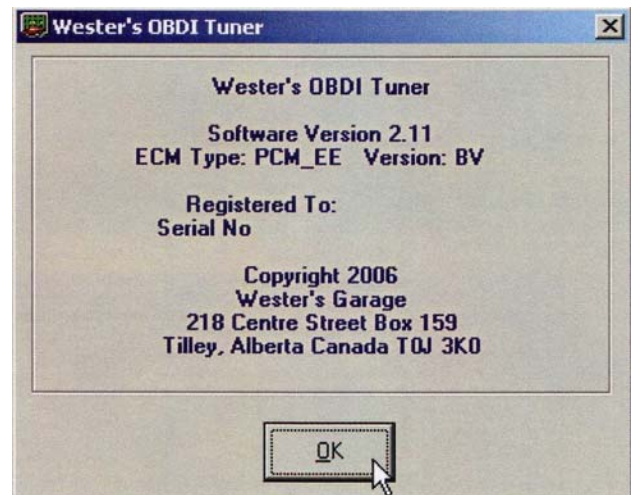 Wester's OBDI Tuner
Wester's OBDI Tuner
Software Version 2.11
ECM Type: PCM_EE Version: BV
Registered To:
Serial No
Copyright 2006
Wester's Garage
218 Centre Street Box 159
Tilley, Alberta Canada T0J 3K0
OK